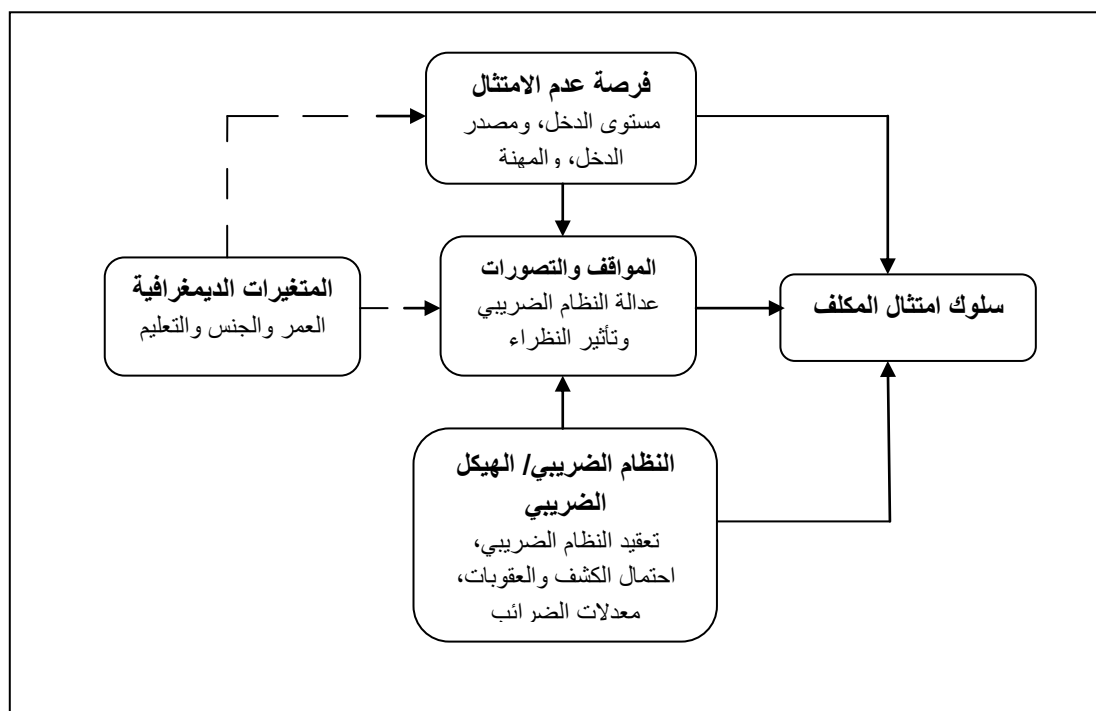 فرصة عدم الامتثال
مستوى الدخل، ومصدر
الدخل، والمهنة
المتغيرات الديمغرافية
العمر والجنس والتعليم
المواقف والتصورات
عدالة النظام الضريبي
وتأثير النظراء
سلوك امتثال المكلف
النظام الضريبي/ الهيكل
الضريبي
تعقيد النظام الضريبي،
احتمال الكشف والعقوبات،
معدلات الضرائب